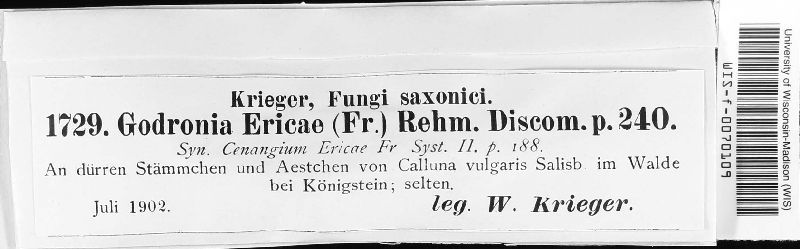 Krieger, Fungi saxonici.
1729. Godronia Ericae (Fr.) Rehm. Discom. p. 240.
Syn. Cenangium Ericae Fr Syst. II. p. 188.
An dürren Stämmchen und Aestchen von Calluna vulgaris Salisb. im Walde
bei Königstein; selten.
Juli 1902. leg. W. Krieger.
WIS-f-0070109
University of Wisconsin-Madison (WIS)